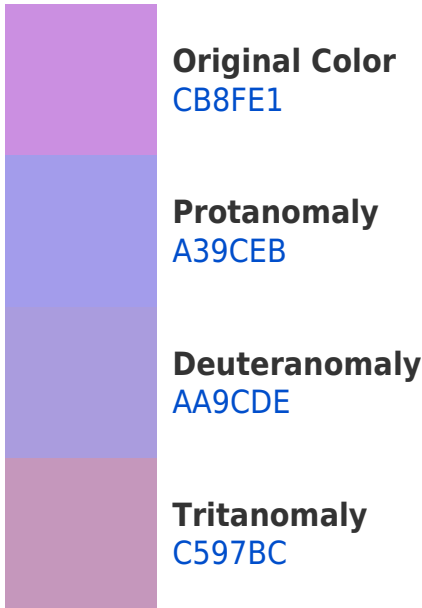 Original Color
CB8FE1
Protanomaly
A39CEB
Deuteranomaly
AA9CDE
Tritanomaly
C597BC